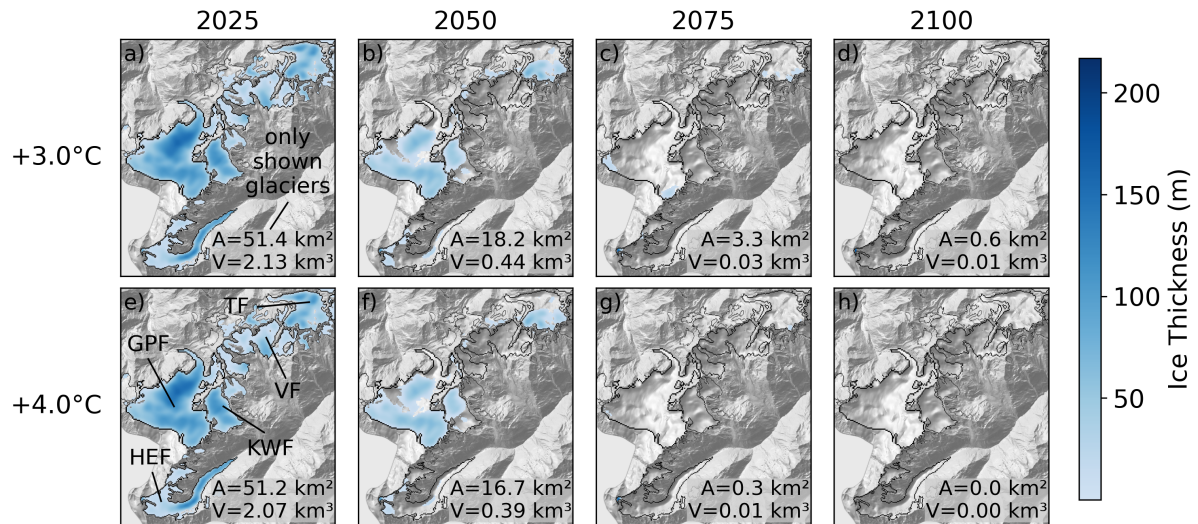 2025 2050 2075 2100
+3.0°C
a) b) c) d)
only
shown
glaciers
A=51.4 km²
V=2.13 km³
A=18.2 km²
V=0.44 km³
A=3.3 km²
V=0.03 km³
A=0.6 km²
V=0.01 km³
+4.0°C
e) f) g) h)
TF
GPF
VF
KWF
HEF
A=51.2 km²
V=2.07 km³
A=16.7 km²
V=0.39 km³
A=0.3 km²
V=0.01 km³
A=0.0 km²
V=0.00 km³
200
150
100
50
Ice Thickness (m)